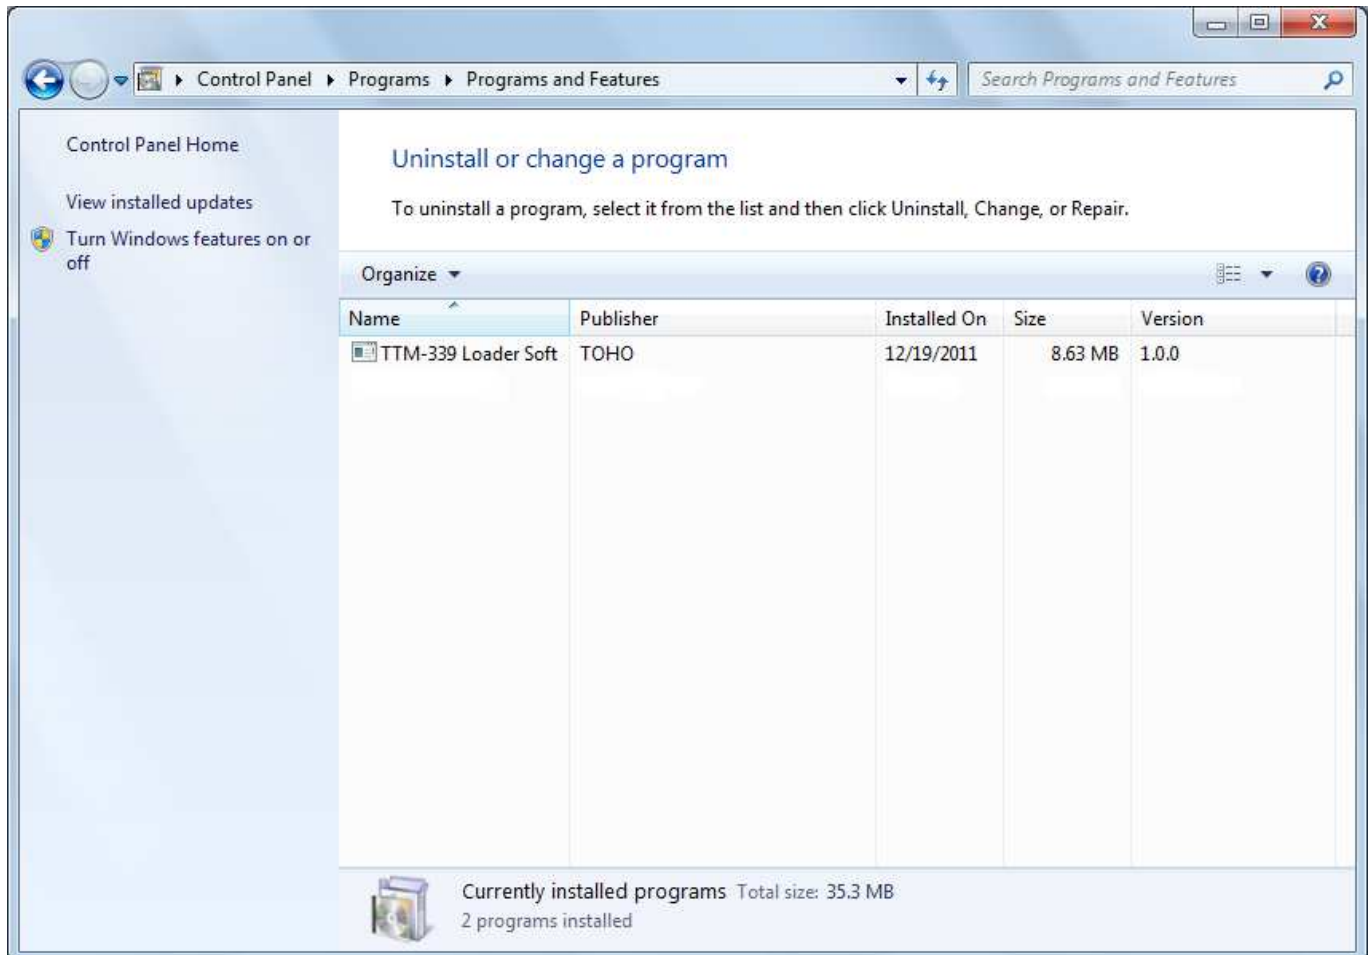 Control Panel Programs Programs and Features Search Programs and Features
Control Panel Home
View installed updates
Turn Windows features on or
off
Uninstall or change a program
To uninstall a program, select it from the list and then click Uninstall, Change, or Repair.
Organize
Name Publisher Installed On Size Version
TTM-339 Loader Soft TOHO 12/19/2011 8.63 MB 1.0.0
Currently installed programs Total size: 35.3 MB
2 programs installed